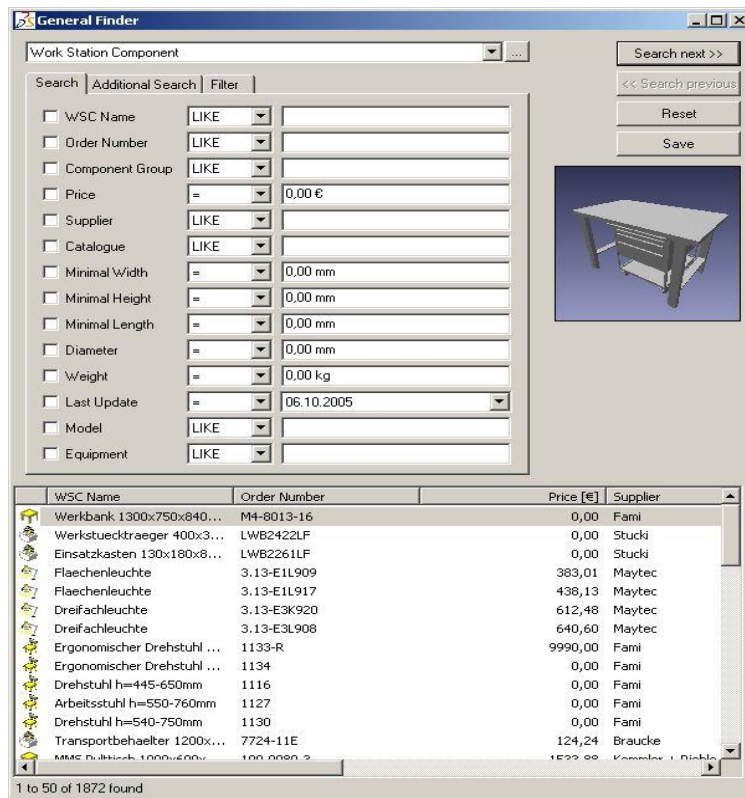 General Finder
Work Station Component
...
Search next >>
Search Additional Search Filter
<< Search previous
WSC Name LIKE
Reset
Order Number LIKE
Save
Component Group LIKE
Price = 0,00 €
Supplier LIKE
Catalogue LIKE
Minimal Width = 0,00 mm
Minimal Height = 0,00 mm
Minimal Length = 0,00 mm
Diameter = 0,00 mm
Weight = 0,00 kg
Last Update = 06.10.2005
Model LIKE
Equipment LIKE
WSC Name Order Number Price [€] Supplier
Werkbank 1300x750x840... M4-8013-16 0,00 Fami
Werkstuecktraeger 400x3... LWB2422LF 0,00 Stucki
Einsatzkasten 130x180x8... LWB2261LF 0,00 Stucki
Flaechenleuchte 3.13-E1L909 383,01 Maytec
Flaechenleuchte 3.13-E1L917 438,13 Maytec
Dreifachleuchte 3.13-E3K920 612,48 Maytec
Dreifachleuchte 3.13-E3L908 640,60 Maytec
Ergonomischer Drehstuhl ... 1133-R 9990,00 Fami
Ergonomischer Drehstuhl ... 1134 0,00 Fami
Drehstuhl h=445-650mm 1116 0,00 Fami
Arbeitsstuhl h=550-760mm 1127 0,00 Fami
Drehstuhl h=540-750mm 1130 0,00 Fami
Transportbehaelter 1200x... 7724-11E 124,24 Braucke
1 to 50 of 1872 found